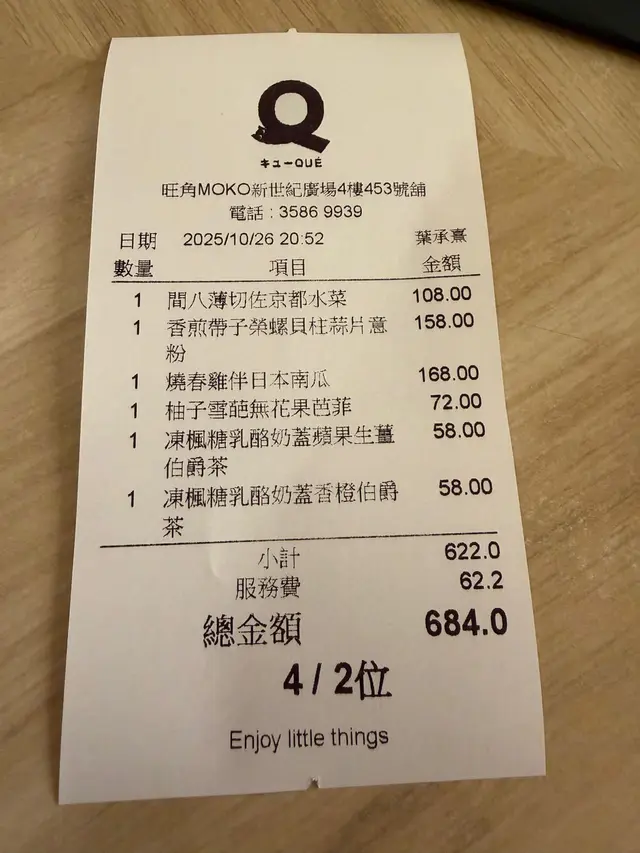 Q
キューQUE
旺角MOKO新世紀廣場4樓453號舖
電話 : 3586 9939
日期 2025/10/26 20:52 葉承熹
數量 項目 金額
1 間八薄切佐京都水菜 108.00
1 香煎帶子榮螺貝柱蒜片意 158.00
粉
1 燒春雞伴日本南瓜 168.00
1 柚子雪葩無花果芭菲 72.00
1 凍楓糖乳酪奶蓋蘋果生薑 58.00
伯爵茶
1 凍楓糖乳酪奶蓋香橙伯爵 58.00
茶
小計 622.0
服務費 62.2
總金額 684.0
4 / 2位
Enjoy little things